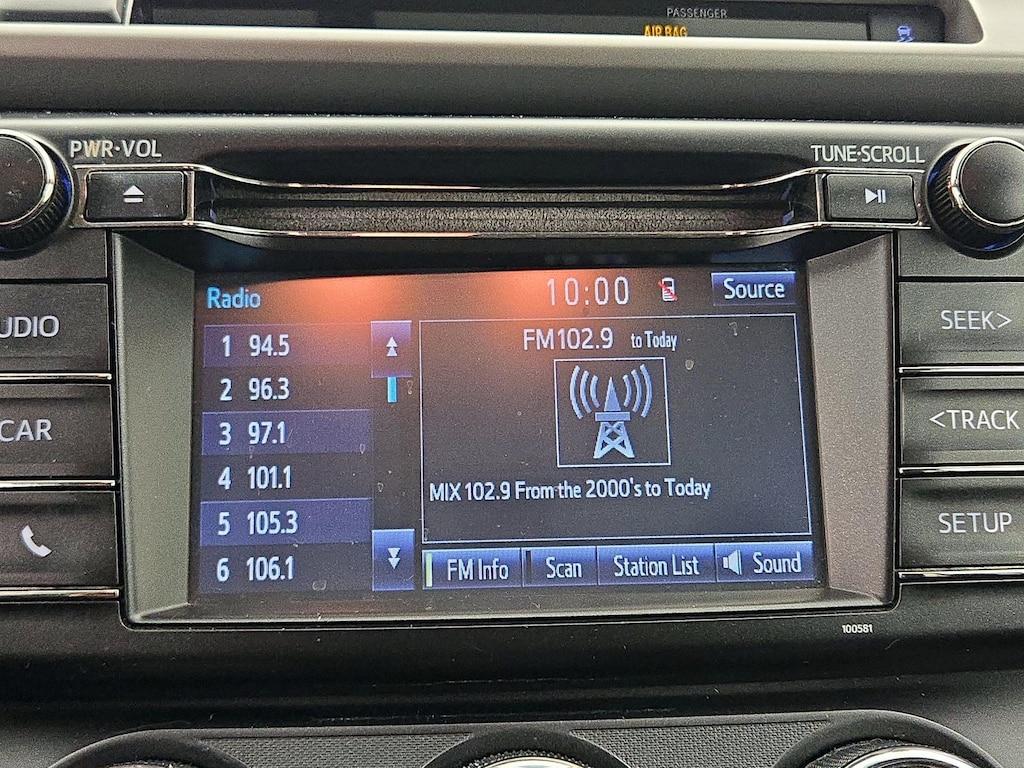 PASSENGER
AIR BAG
PWR·VOL
TUNE·SCROLL
Radio
10:00
Source
1 94.5
2 96.3
3 97.1
4 101.1
5 105.3
6 106.1
FM102.9 to Today
MIX 102.9 From the 2000's to Today
FM Info
Scan
Station List
Sound
UDIO
CAR
SEEK>
<TRACK
SETUP
100581